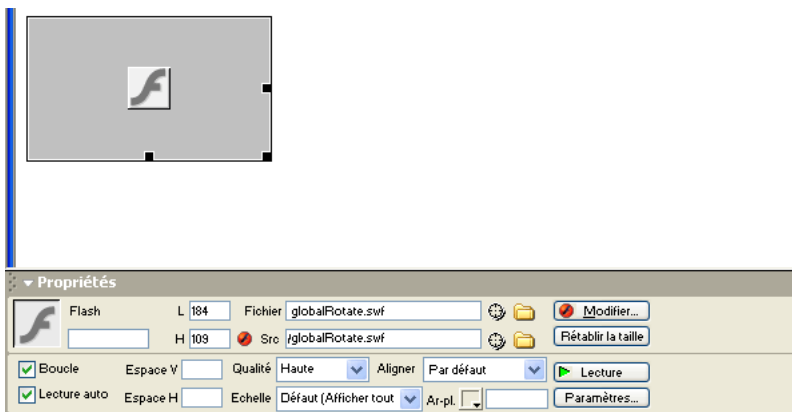 Propriétés
Flash L 184 Fichier globalRotate.swf Modifier...
H 109 Src /globalRotate.swf Rétablir la taille
Boucle Espace V Qualité Haute Aligner Par défaut Lecture
Lecture auto Espace H Echelle Défaut (Afficher tout Ar-pl. Paramètres...